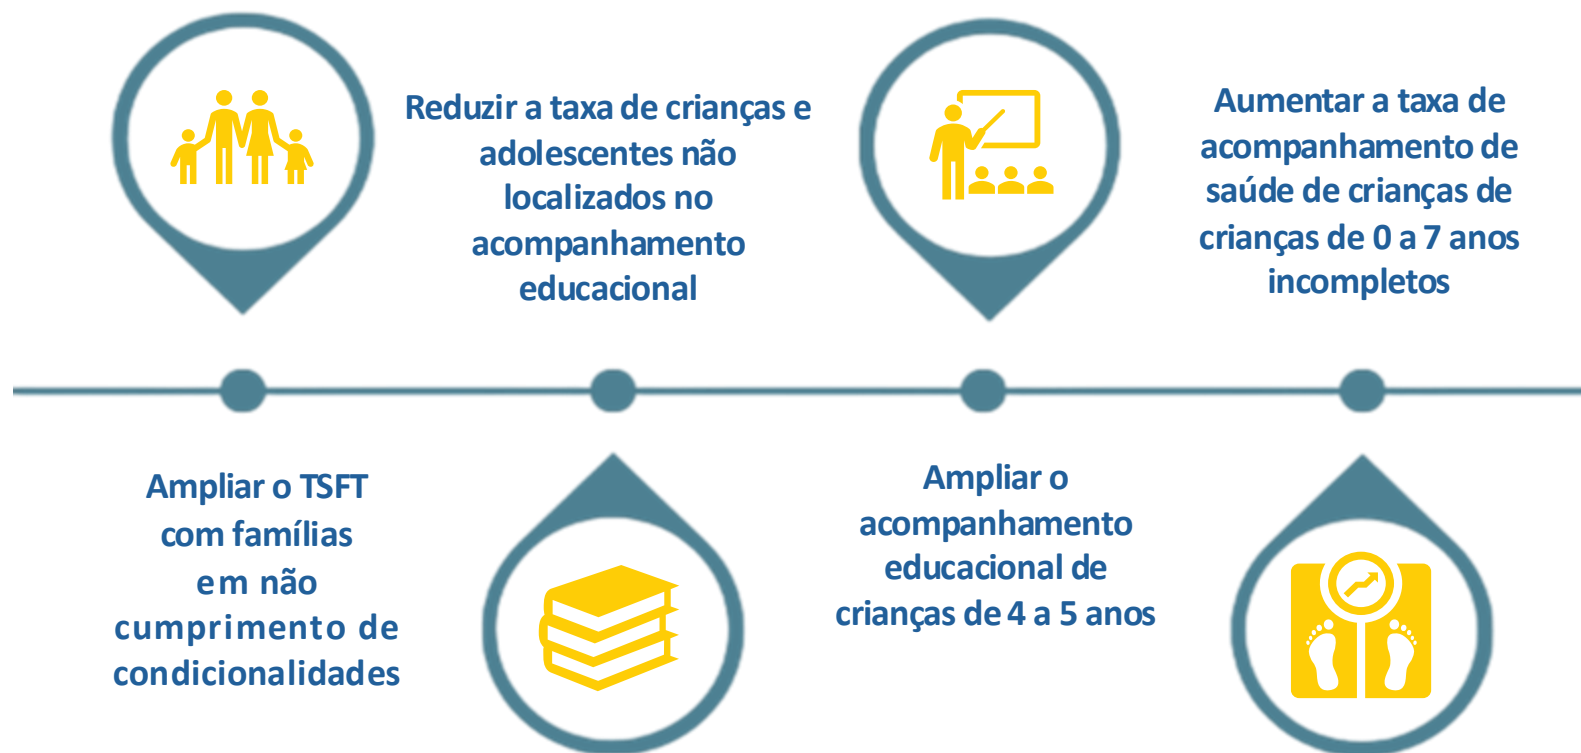 Reduzir a taxa de crianças e
adolescentes não
localizados no
acompanhamento
educacional
Aumentar a taxa de
acompanhamento de
saúde de crianças de
crianças de 0 a 7 anos
incompletos
Ampliar o TSFT
com famílias
em não
cumprimento de
condicionalidades
Ampliar o
acompanhamento
educacional de
crianças de 4 a 5 anos